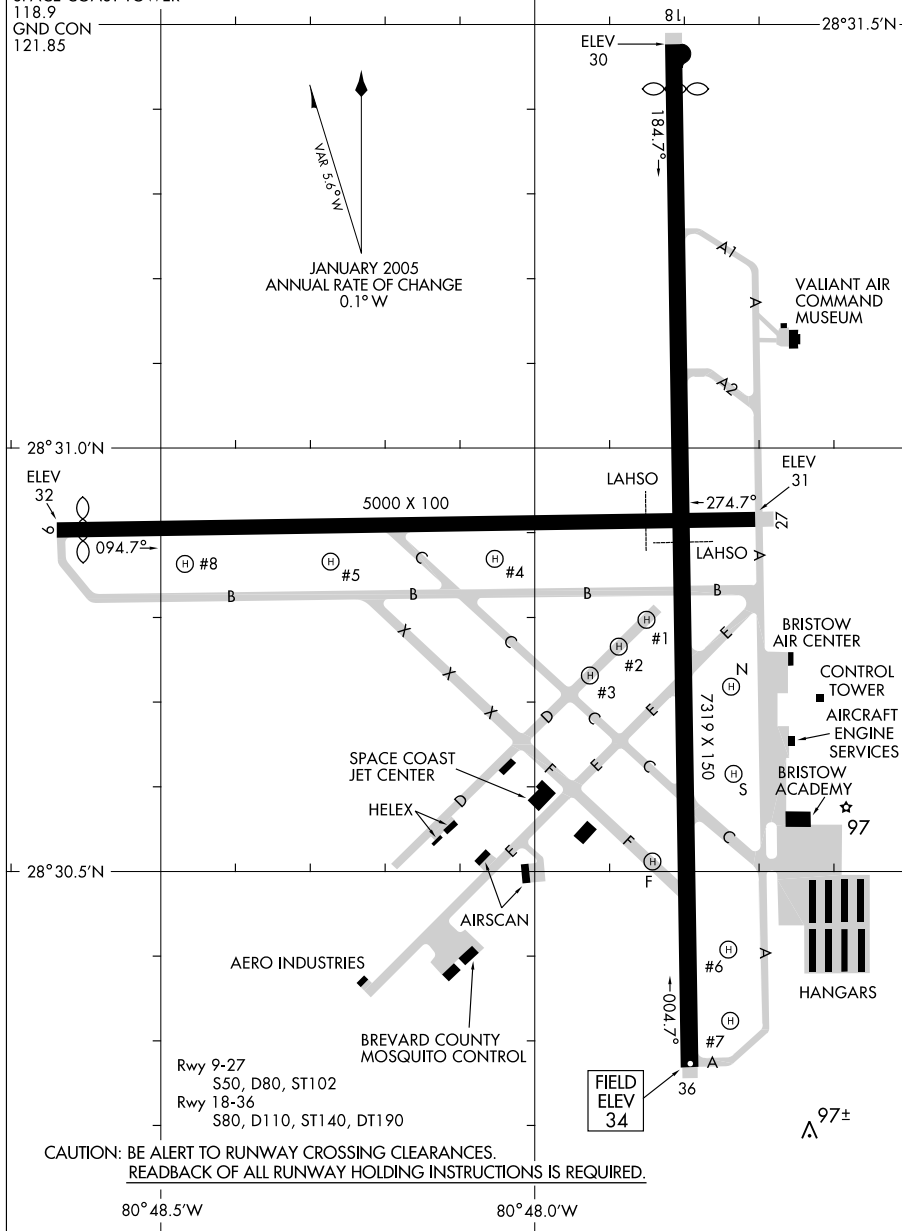 SPACE COAST TOWER
118.9
GND CON
121.85
18
28°31.5'N
ELEV
30
184.7°
VAR 5.6°W
JANUARY 2005
ANNUAL RATE OF CHANGE
0.1° W
A1
A
VALIANT AIR
COMMAND
MUSEUM
A2
28°31.0'N
ELEV
32
LAHSO
ELEV
31
5000 X 100
274.7°
9
27
094.7°
LAHSO
A
H #8
H #5
H #4
C
B
B
B
B
H #1
H #2
H #3
X
X
X
C
E
BRISTOW
AIR CENTER
N
H
CONTROL
TOWER
7319 X 150
AIRCRAFT
ENGINE
SERVICES
D
C
E
SPACE COAST
JET CENTER
F
E
C
H
S
BRISTOW
ACADEMY
97
HELEX
D
E
F
C
H
F
28°30.5'N
AIRSCAN
AERO INDUSTRIES
H
#6
A
HANGARS
004.7°
BREVARD COUNTY
MOSQUITO CONTROL
H
#7
A
Rwy 9-27
S50, D80, ST102
Rwy 18-36
S80, D110, ST140, DT190
FIELD
ELEV
34
36
97±
CAUTION: BE ALERT TO RUNWAY CROSSING CLEARANCES.
READBACK OF ALL RUNWAY HOLDING INSTRUCTIONS IS REQUIRED.
80°48.5'W
80°48.0'W